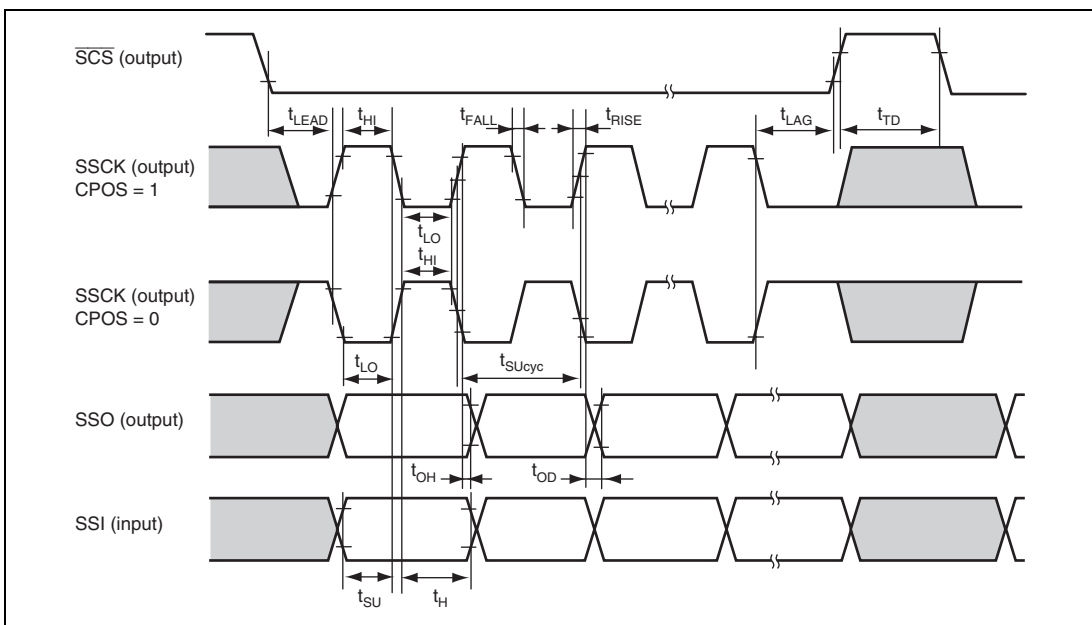 SCS (output)
tLEAD tHI tFALL tRISE tLAG tTD
SSCK (output)
CPOS = 1
tLO
tHI
SSCK (output)
CPOS = 0
tLO tSUcyc
SSO (output)
tOH tOD
SSI (input)
tSU tH